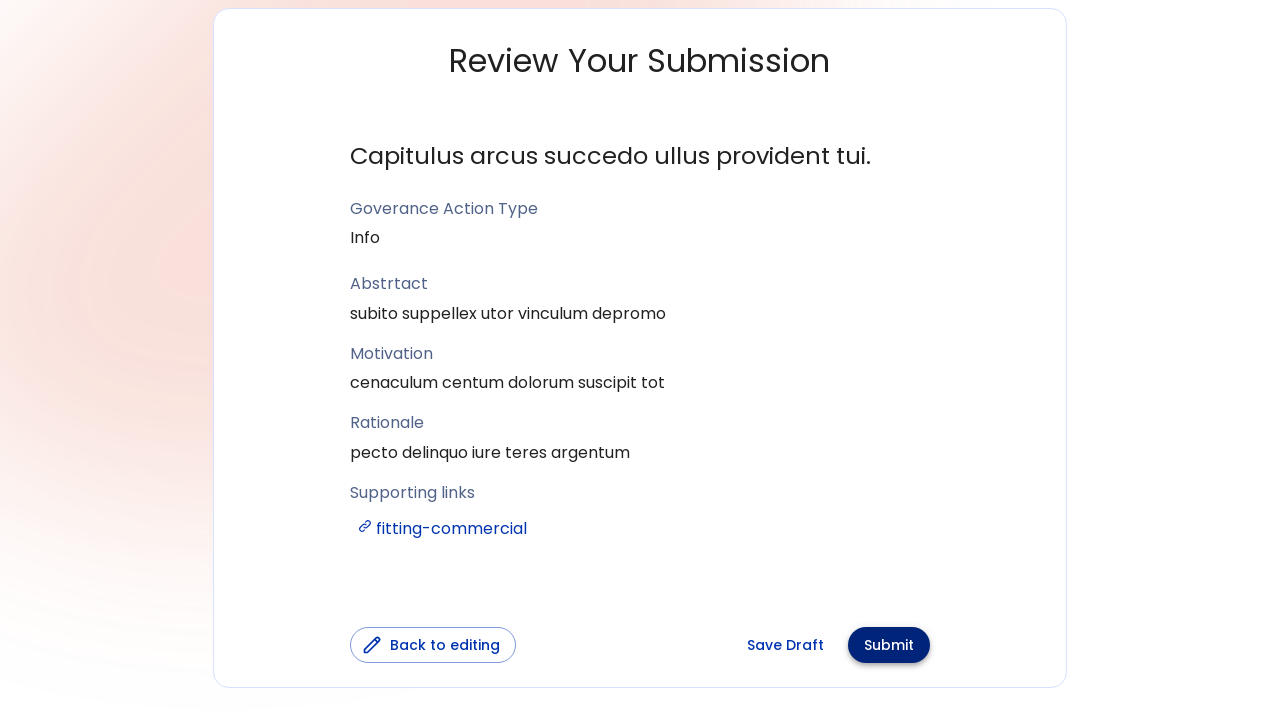 Review Your Submission
Capitulus arcus succedo ullus provident tui.
Goverance Action Type
Info
Abstrtact
subito suppellex utor vinculum depromo
Motivation
cenaculum centum dolorum suscipit tot
Rationale
pecto delinquo iure teres argentum
Supporting links
fitting-commercial
Back to editing
Save Draft
Submit